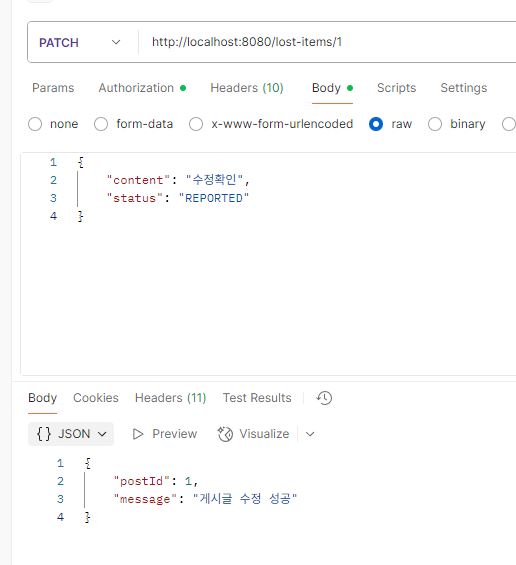 PATCH http://localhost:8080/lost-items/1
Params Authorization Headers (10) Body Scripts Settings
none form-data x-www-form-urlencoded raw binary
1 {
2 "content": "수정확인",
3 "status": "REPORTED"
4 }
Body Cookies Headers (11) Test Results
{} JSON Preview Visualize
1 {
2 "postId": 1,
3 "message": "게시글 수정 성공"
4 }